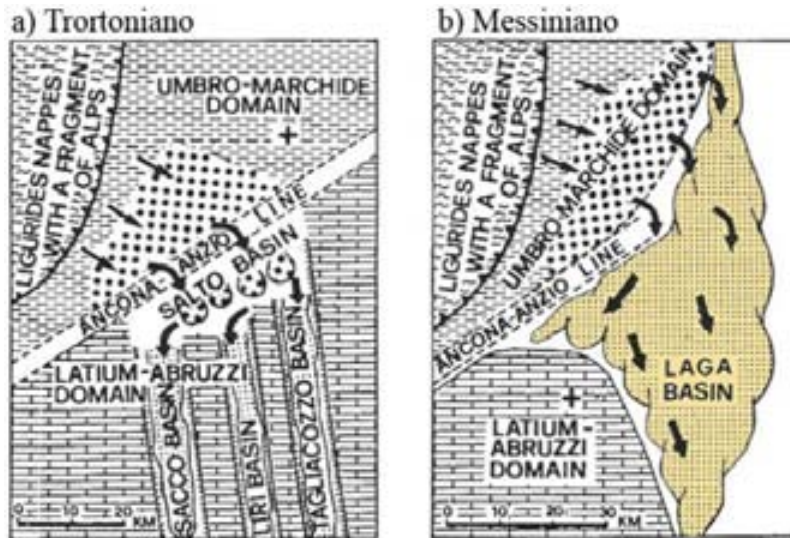 a) Trortoniano
LIGURIDES NAPPES
WITH A FRAGMENT
OF ALPS
UMBRO-MARCHIDE
DOMAIN
ANCONA-ANZIO LINE
SALTO BASIN
LATIUM-ABRUZZI
DOMAIN
SACCO BASIN
LIRI BASIN
TAGLIACOZZO BASIN
0 20
KM
b) Messiniano
LIGURIDES NAPPES
WITH A FRAGMENT
OF ALPS
UMBRO-MARCHIDE DOMAIN
ANCONA-ANZIO LINE
LAGA
BASIN
LATIUM-
ABRUZZI
DOMAIN
0 10 20 30
KM